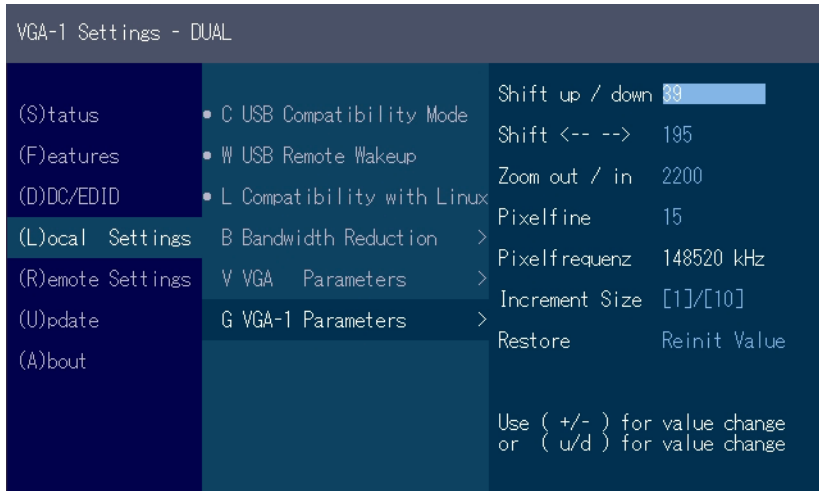 VGA-1 Settings - DUAL
(S)tatus
(F)eatures
(D)DC/EDID
(L)ocal Settings
(R)emote Settings
(U)pdate
(A)bout
• C USB Compatibility Mode
• W USB Remote Wakeup
• L Compatibility with Linux
B Bandwidth Reduction >
V VGA Parameters >
G VGA-1 Parameters >
Shift up / down 39
Shift <-- --> 195
Zoom out / in 2200
Pixelfine 15
Pixelfrequenz 148520 kHz
Increment Size [1]/[10]
Restore Reinit Value
Use ( +/- ) for value change
or ( u/d ) for value change